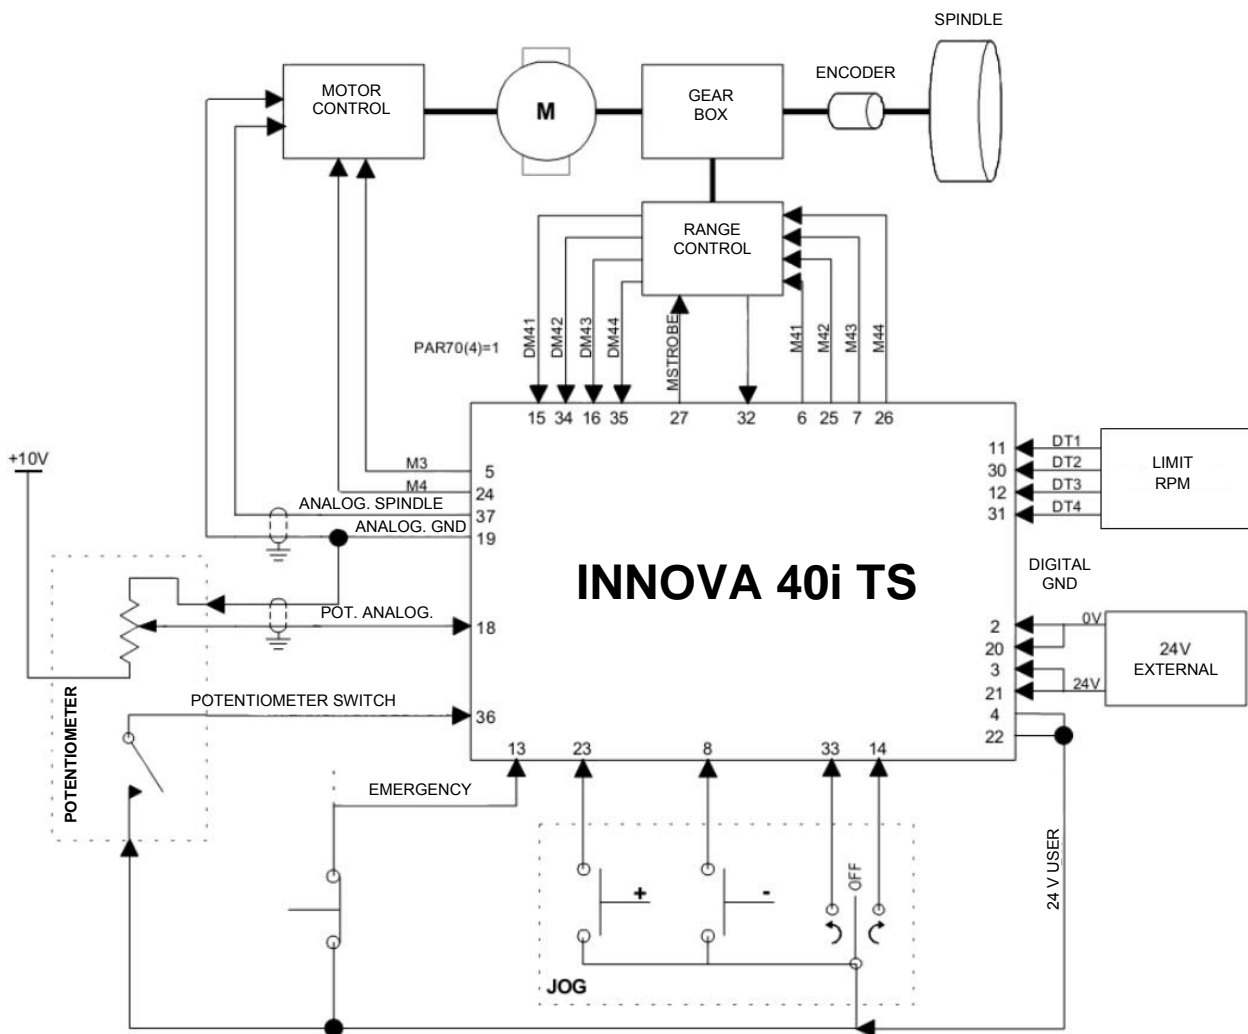 SPINDLE
ENCODER
MOTOR
CONTROL
M
GEAR
BOX
RANGE
CONTROL
PAR70(4)=1
DM41
DM42
DM43
DM44
MSTROBE
M41
M42
M43
M44
15 34 16 35 27 32 6 25 7 26
+10V
M3
5
M4
24
ANALOG. SPINDLE
37
ANALOG. GND
19
11
DT1
30
DT2
12
DT3
31
DT4
LIMIT
RPM
INNOVA 40i TS
DIGITAL
GND
POT. ANALOG.
18
2
0V
20
3
21
24V
24V
EXTERNAL
4
22
POTENTIOMETER
POTENTIOMETER SWITCH
36
13 23 8 33 14
EMERGENCY
+
-
OFF
JOG
24 V USER